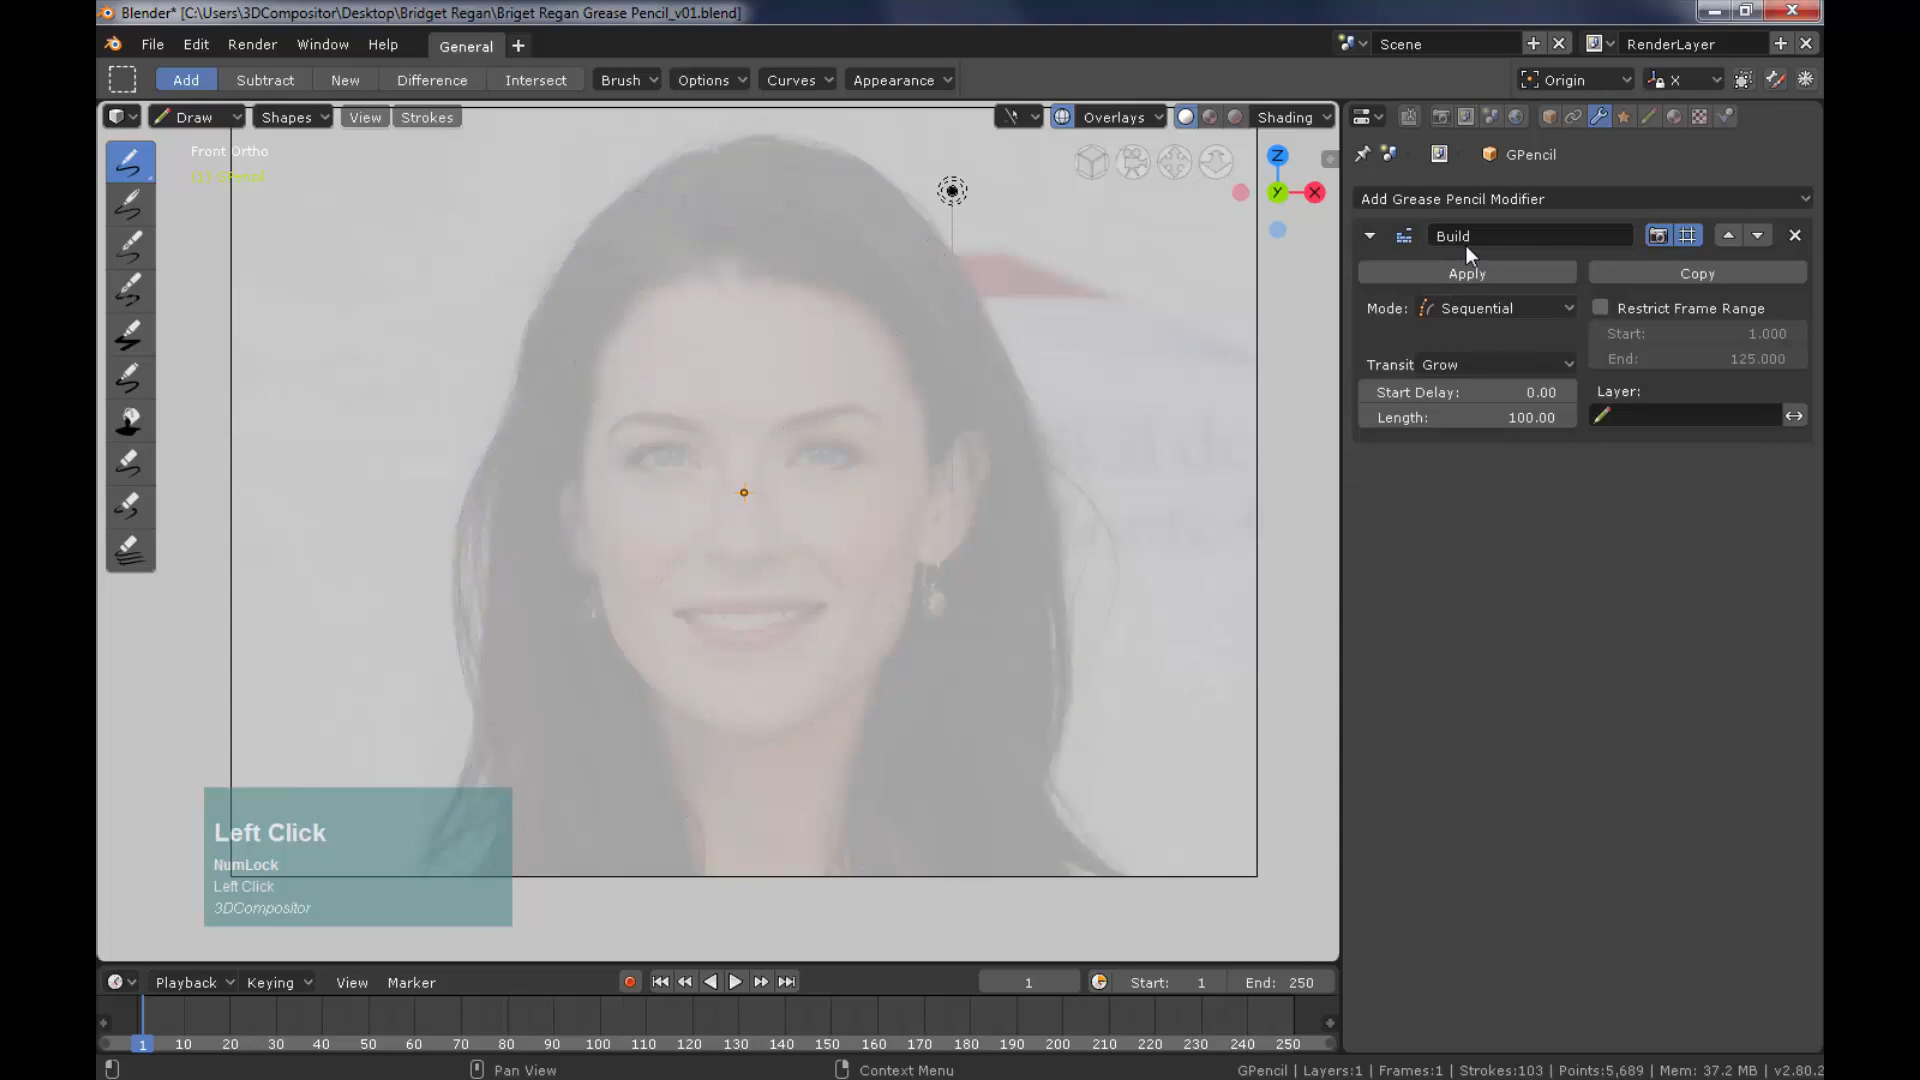 Blender* [C:\Users\3DCompositor\Desktop\Bridget Regan\Briget Regan Grease Pencil_v01.blend]
File Edit Render Window Help General Scene RenderLayer
Add Subtract New Difference Intersect Brush Options Curves Appearance Origin X
Draw Shapes View Strokes Overlays Shading
Front Ortho
(1) GPencil
Z
Y X
GPencil
Add Grease Pencil Modifier
Build
Apply Copy
Mode: Sequential Restrict Frame Range
Start: 1.000
End: 125.000
Transit Grow
Start Delay: 0.00 Layer:
Length: 100.00
Left Click
NumLock
Left Click
3DCompositor
Playback Keying View Marker 1 Start: 1 End: 250
1 10 20 30 40 50 60 70 80 90 100 110 120 130 140 150 160 170 180 190 200 210 220 230 240 250
Pan View Context Menu GPencil | Layers:1 | Frames:1 | Strokes:103 | Points:5,689 | Mem: 37.2 MB | v2.80.2